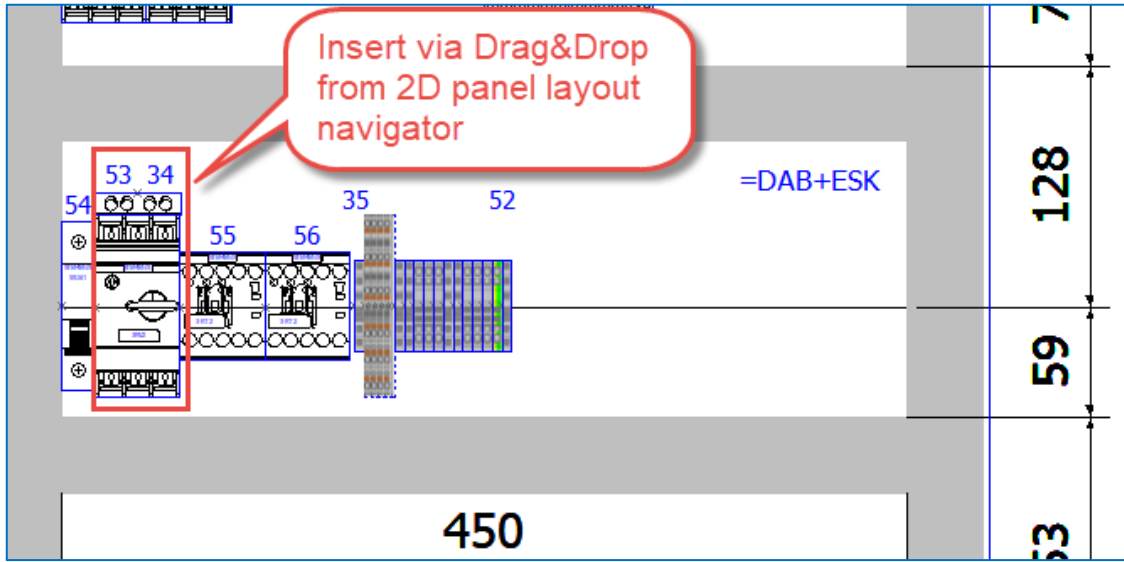 Insert via Drag&Drop
from 2D panel layout
navigator
53 34
54
35
52
=DAB+ESK
55
56
128
59
450